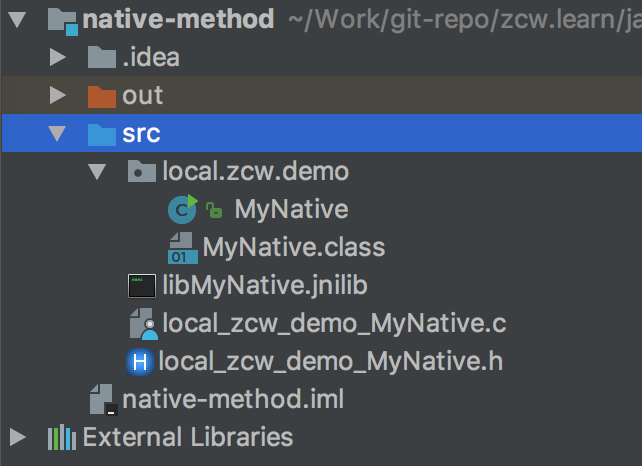 native-method ~/Work/git-repo/zcw.learn/ja
.idea
out
src
local.zcw.demo
C MyNative
01 MyNative.class
libMyNative.jnilib
local_zcw_demo_MyNative.c
H local_zcw_demo_MyNative.h
native-method.iml
External Libraries